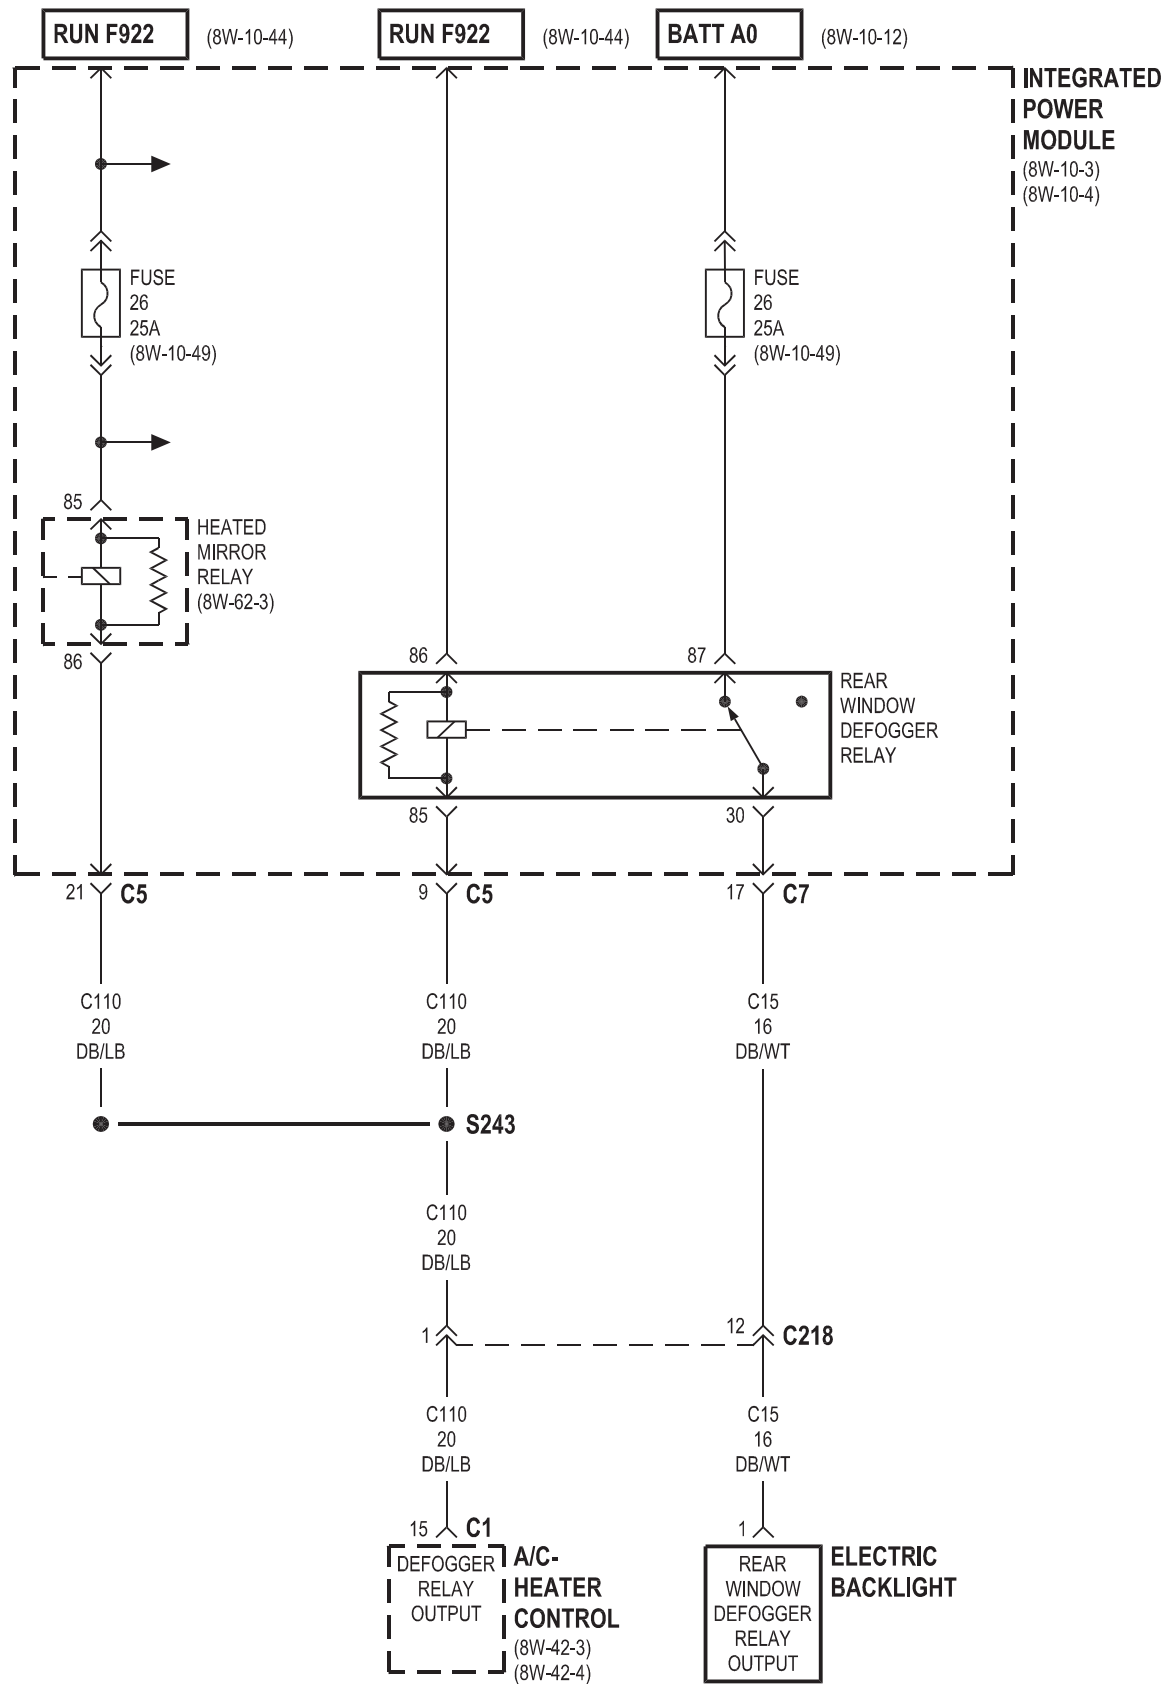 RUN F922
(8W-10-44)
RUN F922
(8W-10-44)
BATT A0
(8W-10-12)
INTEGRATED
POWER
MODULE
(8W-10-3)
(8W-10-4)
FUSE
26
25A
(8W-10-49)
FUSE
26
25A
(8W-10-49)
85
HEATED
MIRROR
RELAY
(8W-62-3)
86
86
87
REAR
WINDOW
DEFOGGER
RELAY
85
30
21
C5
9
C5
17
C7
C110
20
DB/LB
C110
20
DB/LB
C15
16
DB/WT
S243
C110
20
DB/LB
1
12
C218
C110
20
DB/LB
C15
16
DB/WT
15
C1
1
DEFOGGER
RELAY
OUTPUT
A/C-
HEATER
CONTROL
(8W-42-3)
(8W-42-4)
REAR
WINDOW
DEFOGGER
RELAY
OUTPUT
ELECTRIC
BACKLIGHT